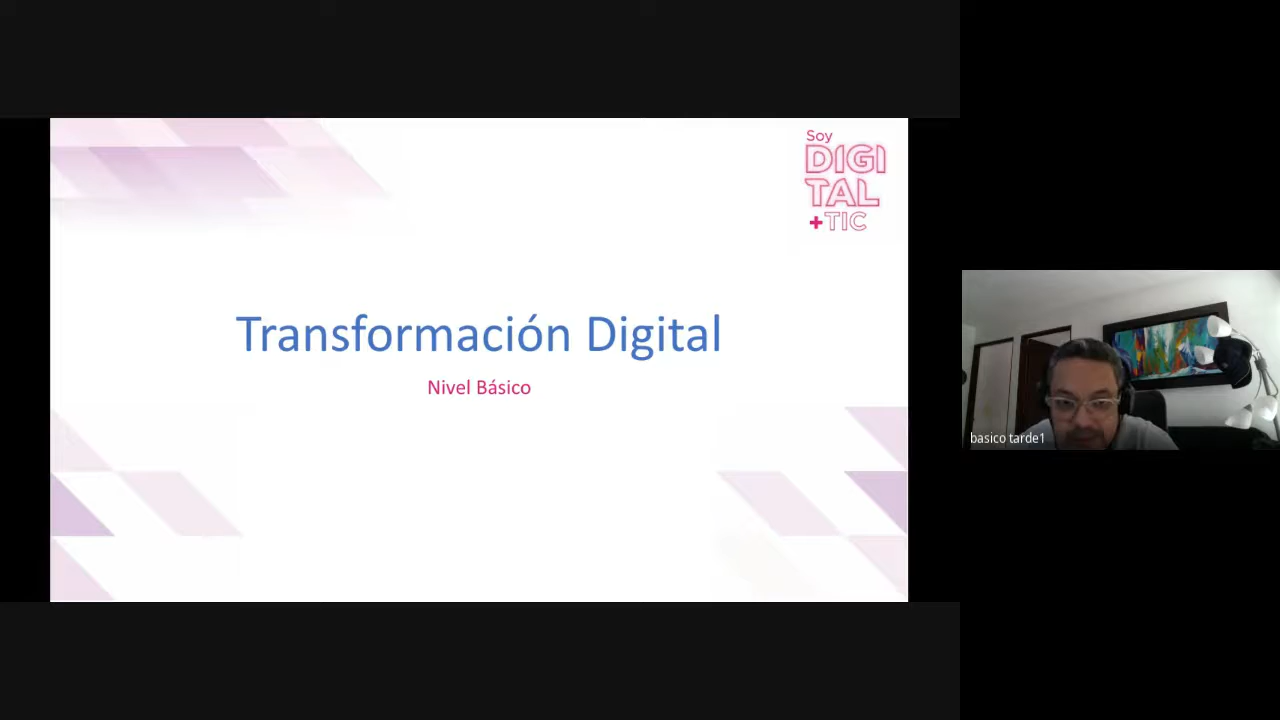 Soy
DIGI
TAL
+TIC
Transformación Digital
Nivel Básico
basico tarde1